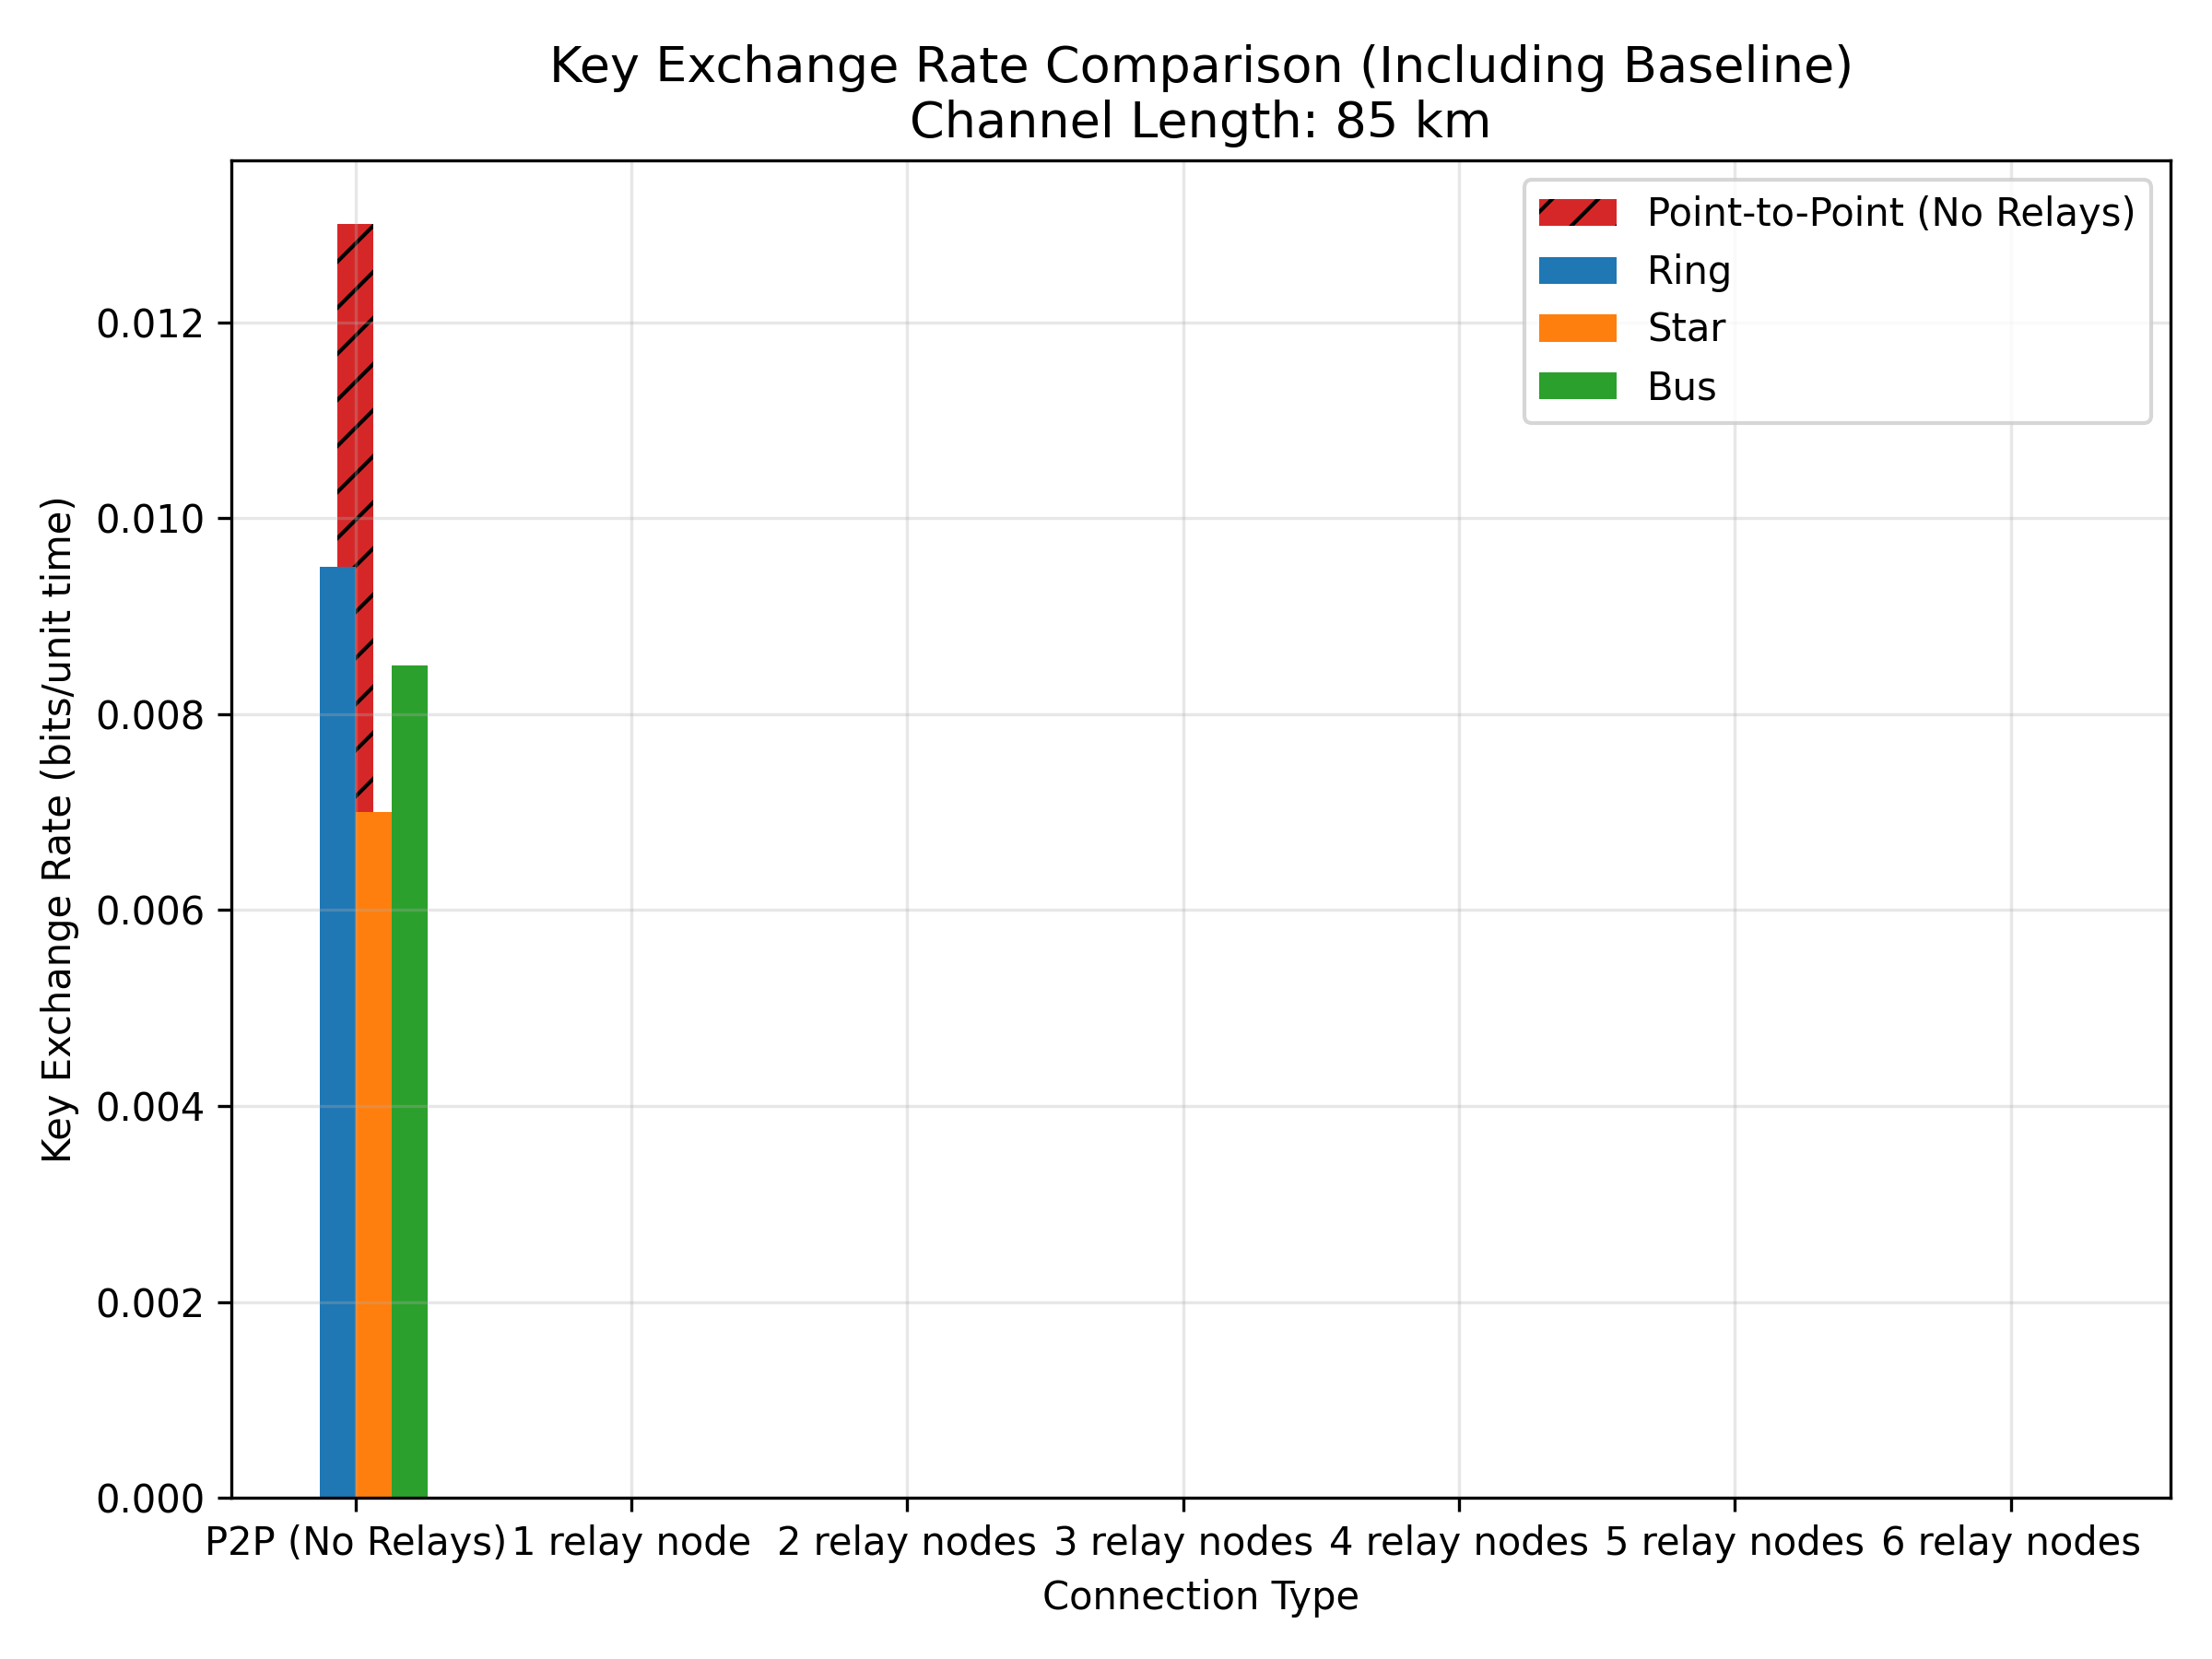 Key Exchange Rate Comparison (Including Baseline)
Channel Length: 85 km
Point-to-Point (No Relays)
Ring
Star
Bus
Key Exchange Rate (bits/unit time)
0.012
0.010
0.008
0.006
0.004
0.002
0.000
P2P (No Relays) 1 relay node 2 relay nodes 3 relay nodes 4 relay nodes 5 relay nodes 6 relay nodes
Connection Type